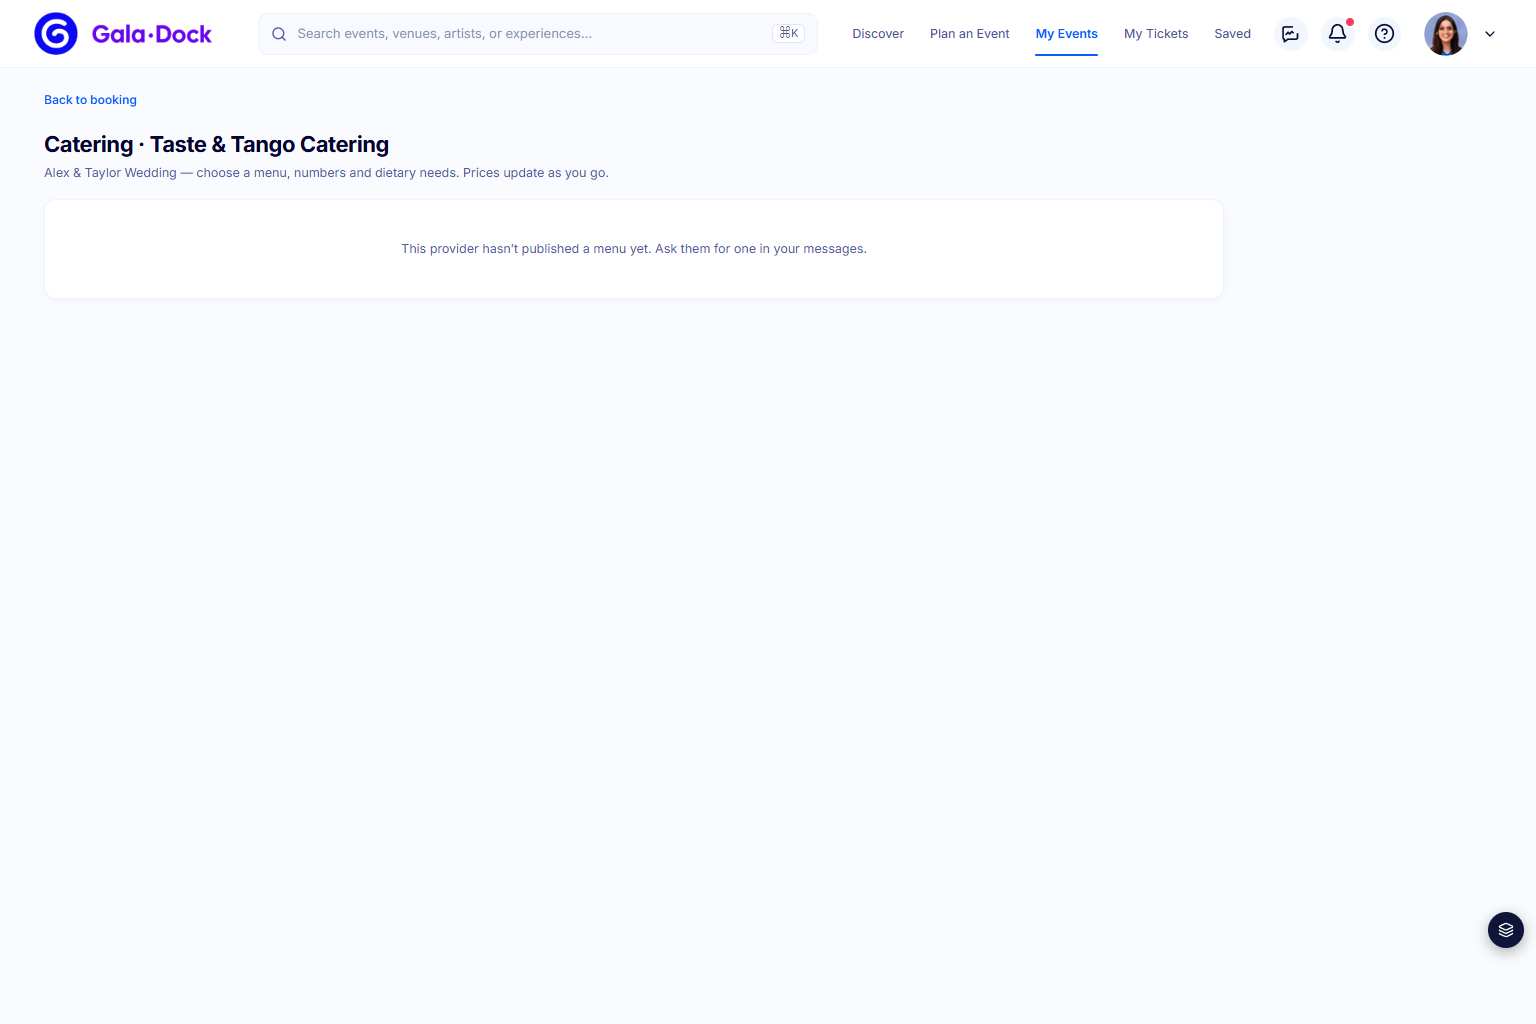 Gala·Dock
Search events, venues, artists, or experiences...
⌘K
Discover
Plan an Event
My Events
My Tickets
Saved
Back to booking
Catering · Taste & Tango Catering
Alex & Taylor Wedding — choose a menu, numbers and dietary needs. Prices update as you go.
This provider hasn't published a menu yet. Ask them for one in your messages.